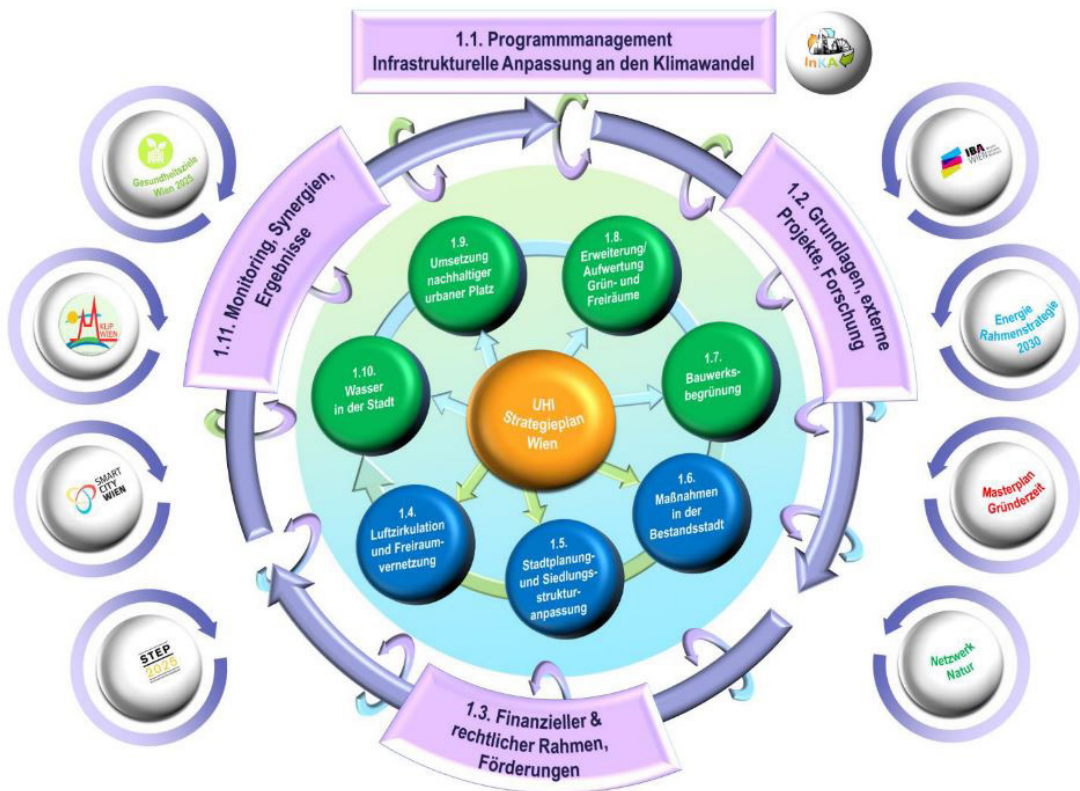 1.1. Programmmanagement
Infrastrukturelle Anpassung an den Klimawandel
InKA
Gesundheitsziele
Wien 2025
KLiP
WIEN
SMART
CITY
WIEN
STEP
2025
1.11. Monitoring, Synergien,
Ergebnisse
1.2. Grundlagen, externe
Projekte, Forschung
1.3. Finanzieller &
rechtlicher Rahmen,
Förderungen
1.9.
Umsetzung
nachhaltiger
urbaner Platz
1.8.
Erweiterung/
Aufwertung
Grün- und
Freiräume
1.10.
Wasser
in der Stadt
UHI
Strategieplan
Wien
1.7.
Bauwerks-
begrünung
1.4.
Luftzirkulation
und Freiraum-
vernetzung
1.5.
Stadtplanung-
und Siedlungs-
struktur-
anpassung
1.6.
Maßnahmen
in der
Bestandsstadt
IBA
WIEN
Energie
Rahmenstrategie
2030
Masterplan
Gründerzeit
Netzwerk
Natur